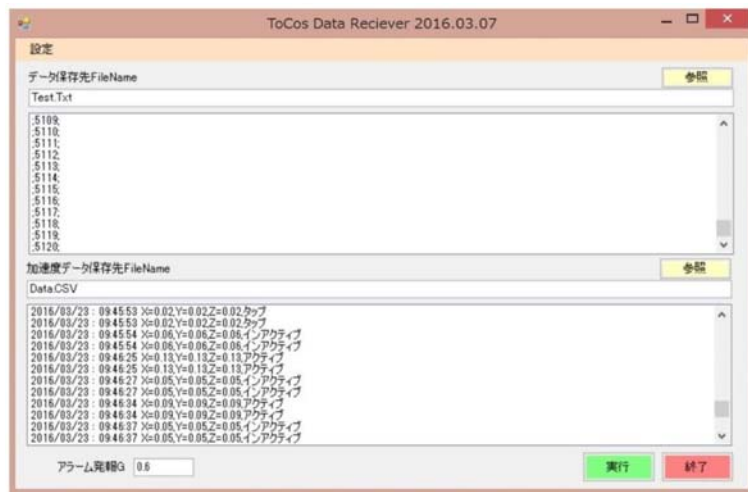 ToCos Data Reciever 2016.03.07
設定
データ保存先FileName
参照
Test.Txt
;5109;
;5110;
;5111;
;5112;
;5113;
;5114;
;5115;
;5116;
;5117;
;5118;
;5119;
;5120;
加速度データ保存先FileName
参照
Data.CSV
2016/03/23 : 09:45:53 X=0.02,Y=0.02,Z=0.02,タップ
2016/03/23 : 09:45:53 X=0.02,Y=0.02,Z=0.02,タップ
2016/03/23 : 09:45:54 X=0.06,Y=0.06,Z=0.06,インアクティブ
2016/03/23 : 09:45:54 X=0.06,Y=0.06,Z=0.06,インアクティブ
2016/03/23 : 09:46:25 X=0.13,Y=0.13,Z=0.13,アクティブ
2016/03/23 : 09:46:25 X=0.13,Y=0.13,Z=0.13,アクティブ
2016/03/23 : 09:46:27 X=0.05,Y=0.05,Z=0.05,インアクティブ
2016/03/23 : 09:46:27 X=0.05,Y=0.05,Z=0.05,インアクティブ
2016/03/23 : 09:46:34 X=0.09,Y=0.09,Z=0.09,アクティブ
2016/03/23 : 09:46:34 X=0.09,Y=0.09,Z=0.09,アクティブ
2016/03/23 : 09:46:37 X=0.05,Y=0.05,Z=0.05,インアクティブ
2016/03/23 : 09:46:37 X=0.05,Y=0.05,Z=0.05,インアクティブ
アラーム発報G 0.6
実行
終了